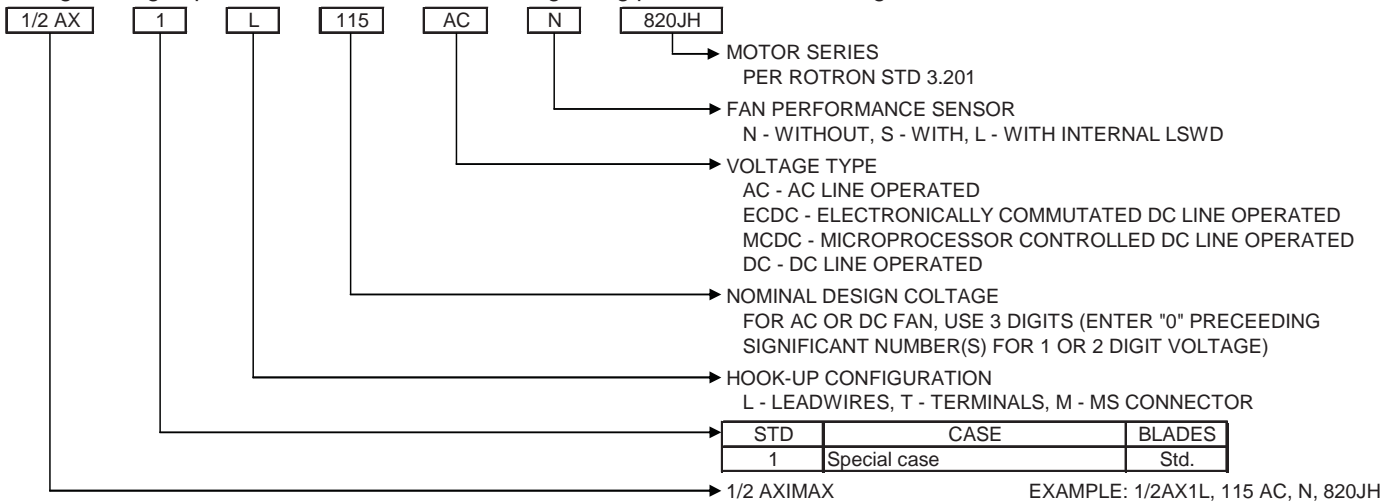 1/2 AX 1 L 115 AC N 820JH
MOTOR SERIES
PER ROTRON STD 3.201
FAN PERFORMANCE SENSOR
N - WITHOUT, S - WITH, L - WITH INTERNAL LSWD
VOLTAGE TYPE
AC - AC LINE OPERATED
ECDC - ELECTRONICALLY COMMUTATED DC LINE OPERATED
MCDC - MICROPROCESSOR CONTROLLED DC LINE OPERATED
DC - DC LINE OPERATED
NOMINAL DESIGN COLTAGE
FOR AC OR DC FAN, USE 3 DIGITS (ENTER "0" PRECEEDING
SIGNIFICANT NUMBER(S) FOR 1 OR 2 DIGIT VOLTAGE)
HOOK-UP CONFIGURATION
L - LEADWIRES, T - TERMINALS, M - MS CONNECTOR
STD CASE BLADES
1 Special case Std.
1/2 AXIMAX EXAMPLE: 1/2AX1L, 115 AC, N, 820JH